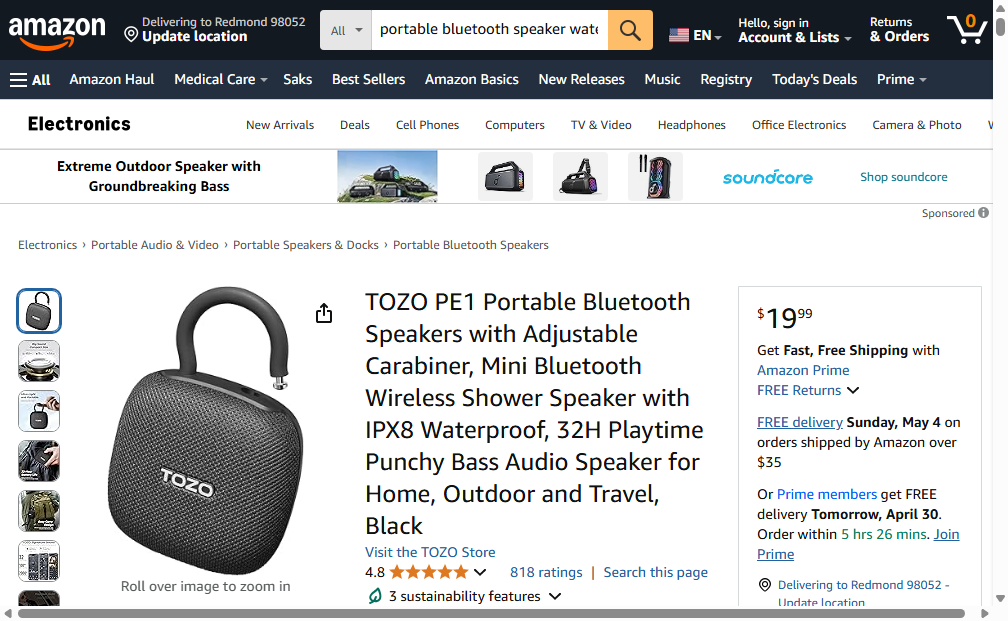 amazon
Delivering to Redmond 98052
Update location
All
portable bluetooth speaker wate
EN
Hello, sign in
Account & Lists
Returns
& Orders
0
All
Amazon Haul
Medical Care
Saks
Best Sellers
Amazon Basics
New Releases
Music
Registry
Today's Deals
Prime
Electronics
New Arrivals
Deals
Cell Phones
Computers
TV & Video
Headphones
Office Electronics
Camera & Photo
Extreme Outdoor Speaker with
Groundbreaking Bass
soundcore
Shop soundcore
Sponsored
Electronics › Portable Audio & Video › Portable Speakers & Docks › Portable Bluetooth Speakers
TOZO
Roll over image to zoom in
TOZO PE1 Portable Bluetooth
Speakers with Adjustable
Carabiner, Mini Bluetooth
Wireless Shower Speaker with
IPX8 Waterproof, 32H Playtime
Punchy Bass Audio Speaker for
Home, Outdoor and Travel,
Black
Visit the TOZO Store
4.8
818 ratings | Search this page
3 sustainability features
$19.99
Get Fast, Free Shipping with
Amazon Prime
FREE Returns
FREE delivery Sunday, May 4 on
orders shipped by Amazon over
$35
Or Prime members get FREE
delivery Tomorrow, April 30.
Order within 5 hrs 26 mins. Join
Prime
Delivering to Redmond 98052 -
Update location